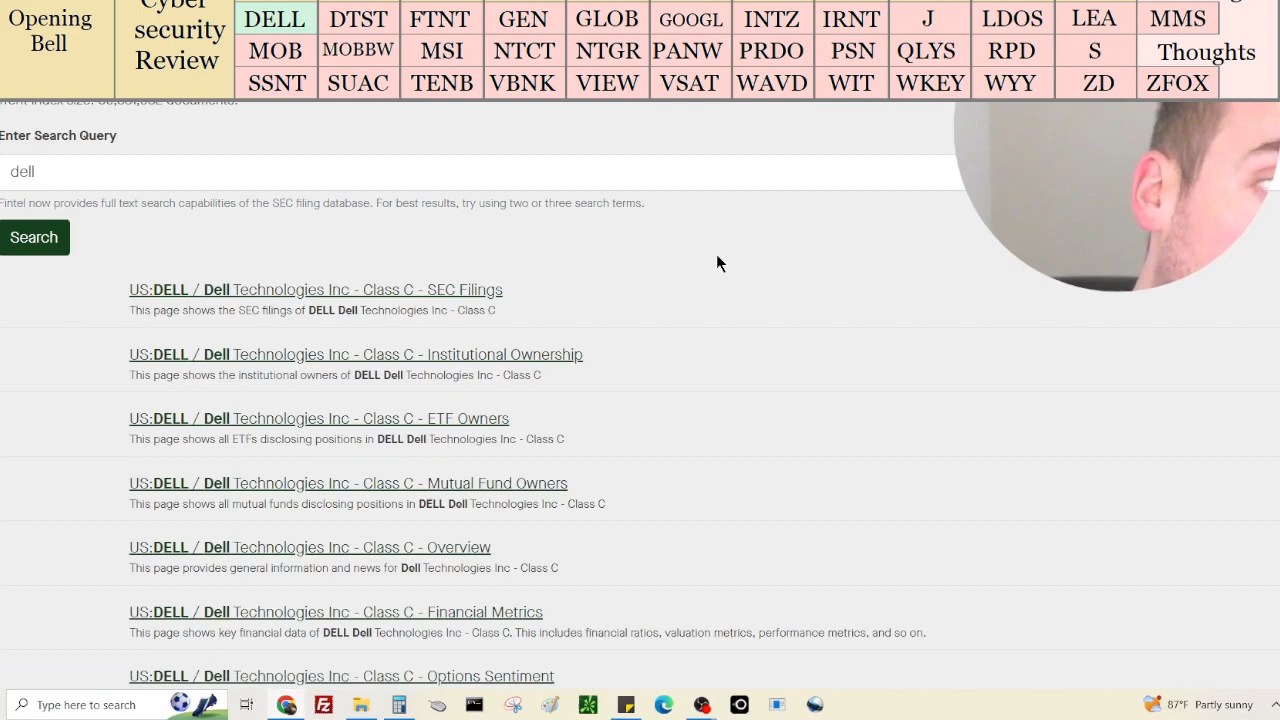 Opening
Bell
Cyber
security
Review
DELL DTST FTNT GEN GLOB GOOGL INTZ IRNT J LDOS LEA MMS
MOB MOBBW MSI NTCT NTGR PANW PRDO PSN QLYS RPD S Thoughts
SSNT SUAC TENB VBNK VIEW VSAT WAVD WIT WKEY WYY ZD ZFOX
Enter Search Query
dell
Fintel now provides full text search capabilities of the SEC filing database. For best results, try using two or three search terms.
Search
US:DELL / Dell Technologies Inc - Class C - SEC Filings
This page shows the SEC filings of DELL Dell Technologies Inc - Class C
US:DELL / Dell Technologies Inc - Class C - Institutional Ownership
This page shows the institutional owners of DELL Dell Technologies Inc - Class C
US:DELL / Dell Technologies Inc - Class C - ETF Owners
This page shows all ETFs disclosing positions in DELL Dell Technologies Inc - Class C
US:DELL / Dell Technologies Inc - Class C - Mutual Fund Owners
This page shows all mutual funds disclosing positions in DELL Dell Technologies Inc - Class C
US:DELL / Dell Technologies Inc - Class C - Overview
This page provides general information and news for Dell Technologies Inc - Class C
US:DELL / Dell Technologies Inc - Class C - Financial Metrics
This page shows key financial data of DELL Dell Technologies Inc - Class C. This includes financial ratios, valuation metrics, performance metrics, and so on.
US:DELL / Dell Technologies Inc - Class C - Options Sentiment
Type here to search
87°F Partly sunny